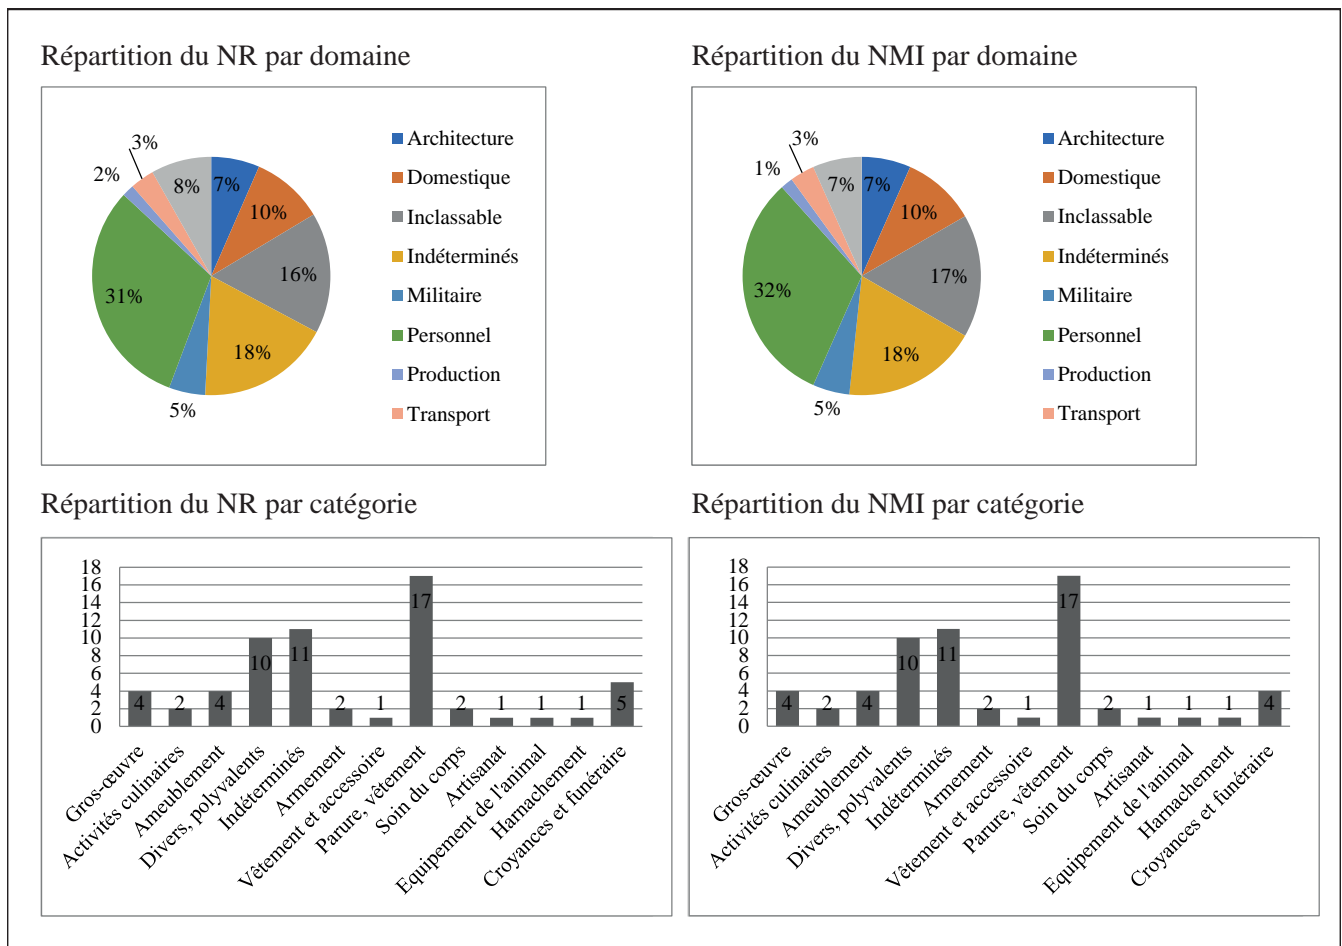 Répartition du NR par domaine
3%
2%
8%
7%
10%
16%
31%
18%
5%
Architecture
Domestique
Inclassable
Indéterminés
Militaire
Personnel
Production
Transport
Répartition du NMI par domaine
3%
1%
7%
7%
10%
17%
32%
18%
5%
Architecture
Domestique
Inclassable
Indéterminés
Militaire
Personnel
Production
Transport
Répartition du NR par catégorie
18
16
14
12
10
8
6
4
2
0
4 2 4 10 11 2 1 17 2 1 1 1 5
Gros-œuvre
Activités culinaires
Ameublement
Divers, polyvalents
Indéterminés
Armement
Vêtement et accessoire
Parure, vêtement
Soin du corps
Artisanat
Equipement de l'animal
Harnachement
Croyances et funéraire
Répartition du NMI par catégorie
18
16
14
12
10
8
6
4
2
0
4 2 4 10 11 2 1 17 2 1 1 1 4
Gros-œuvre
Activités culinaires
Ameublement
Divers, polyvalents
Indéterminés
Armement
Vêtement et accessoire
Parure, vêtement
Soin du corps
Artisanat
Equipement de l'animal
Harnachement
Croyances et funéraire